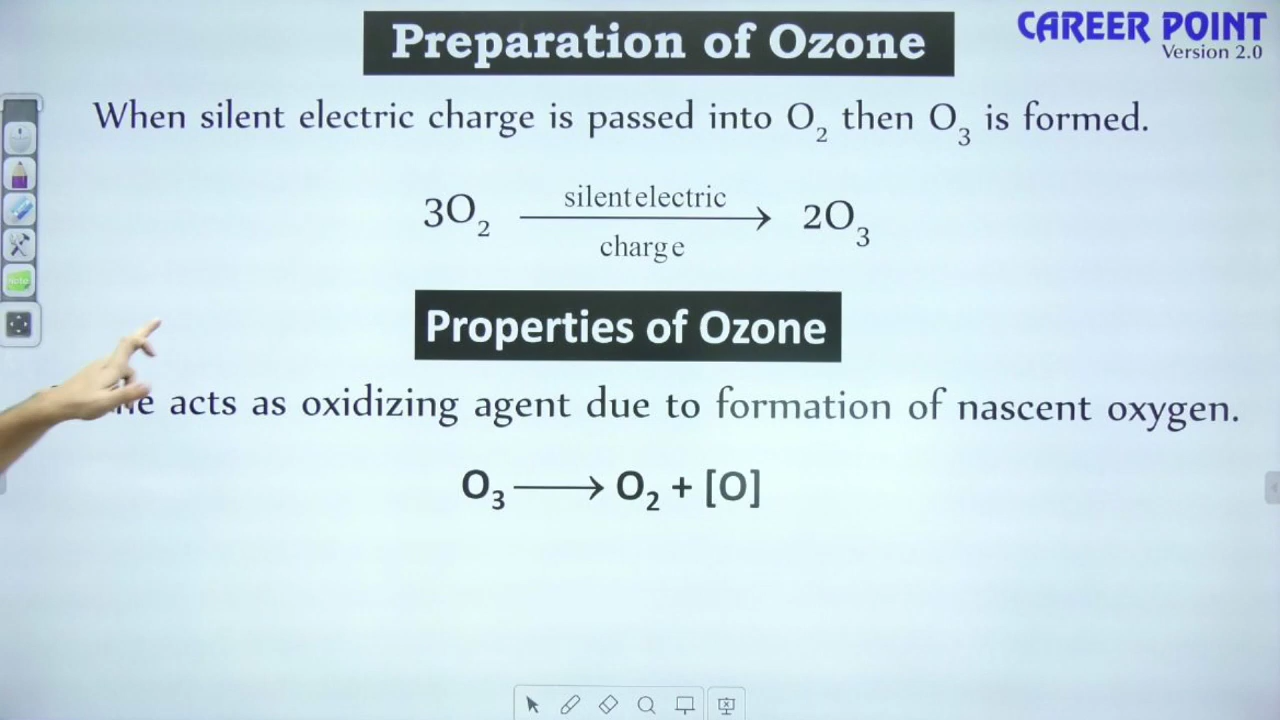 Preparation of Ozone
CAREER POINT
Version 2.0
When silent electric charge is passed into O₂ then O₃ is formed.
3O₂ silent electric charge → 2O₃
Properties of Ozone
acts as oxidizing agent due to formation of nascent oxygen.
O₃ ⟶ O₂ + [O]